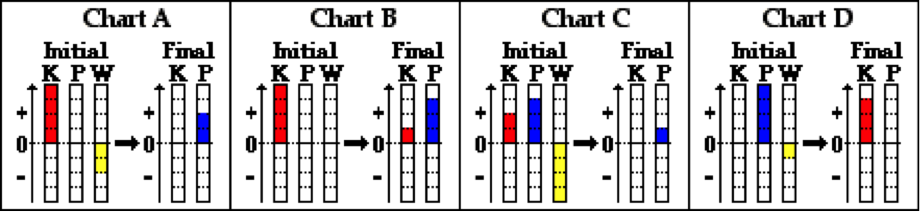 Chart A
Initial Final
K P W K P
+ +
0 0
- -
Chart B
Initial Final
K P W K P
+ +
0 0
- -
Chart C
Initial Final
K P W K P
+ +
0 0
- -
Chart D
Initial Final
K P W K P
+ +
0 0
- -